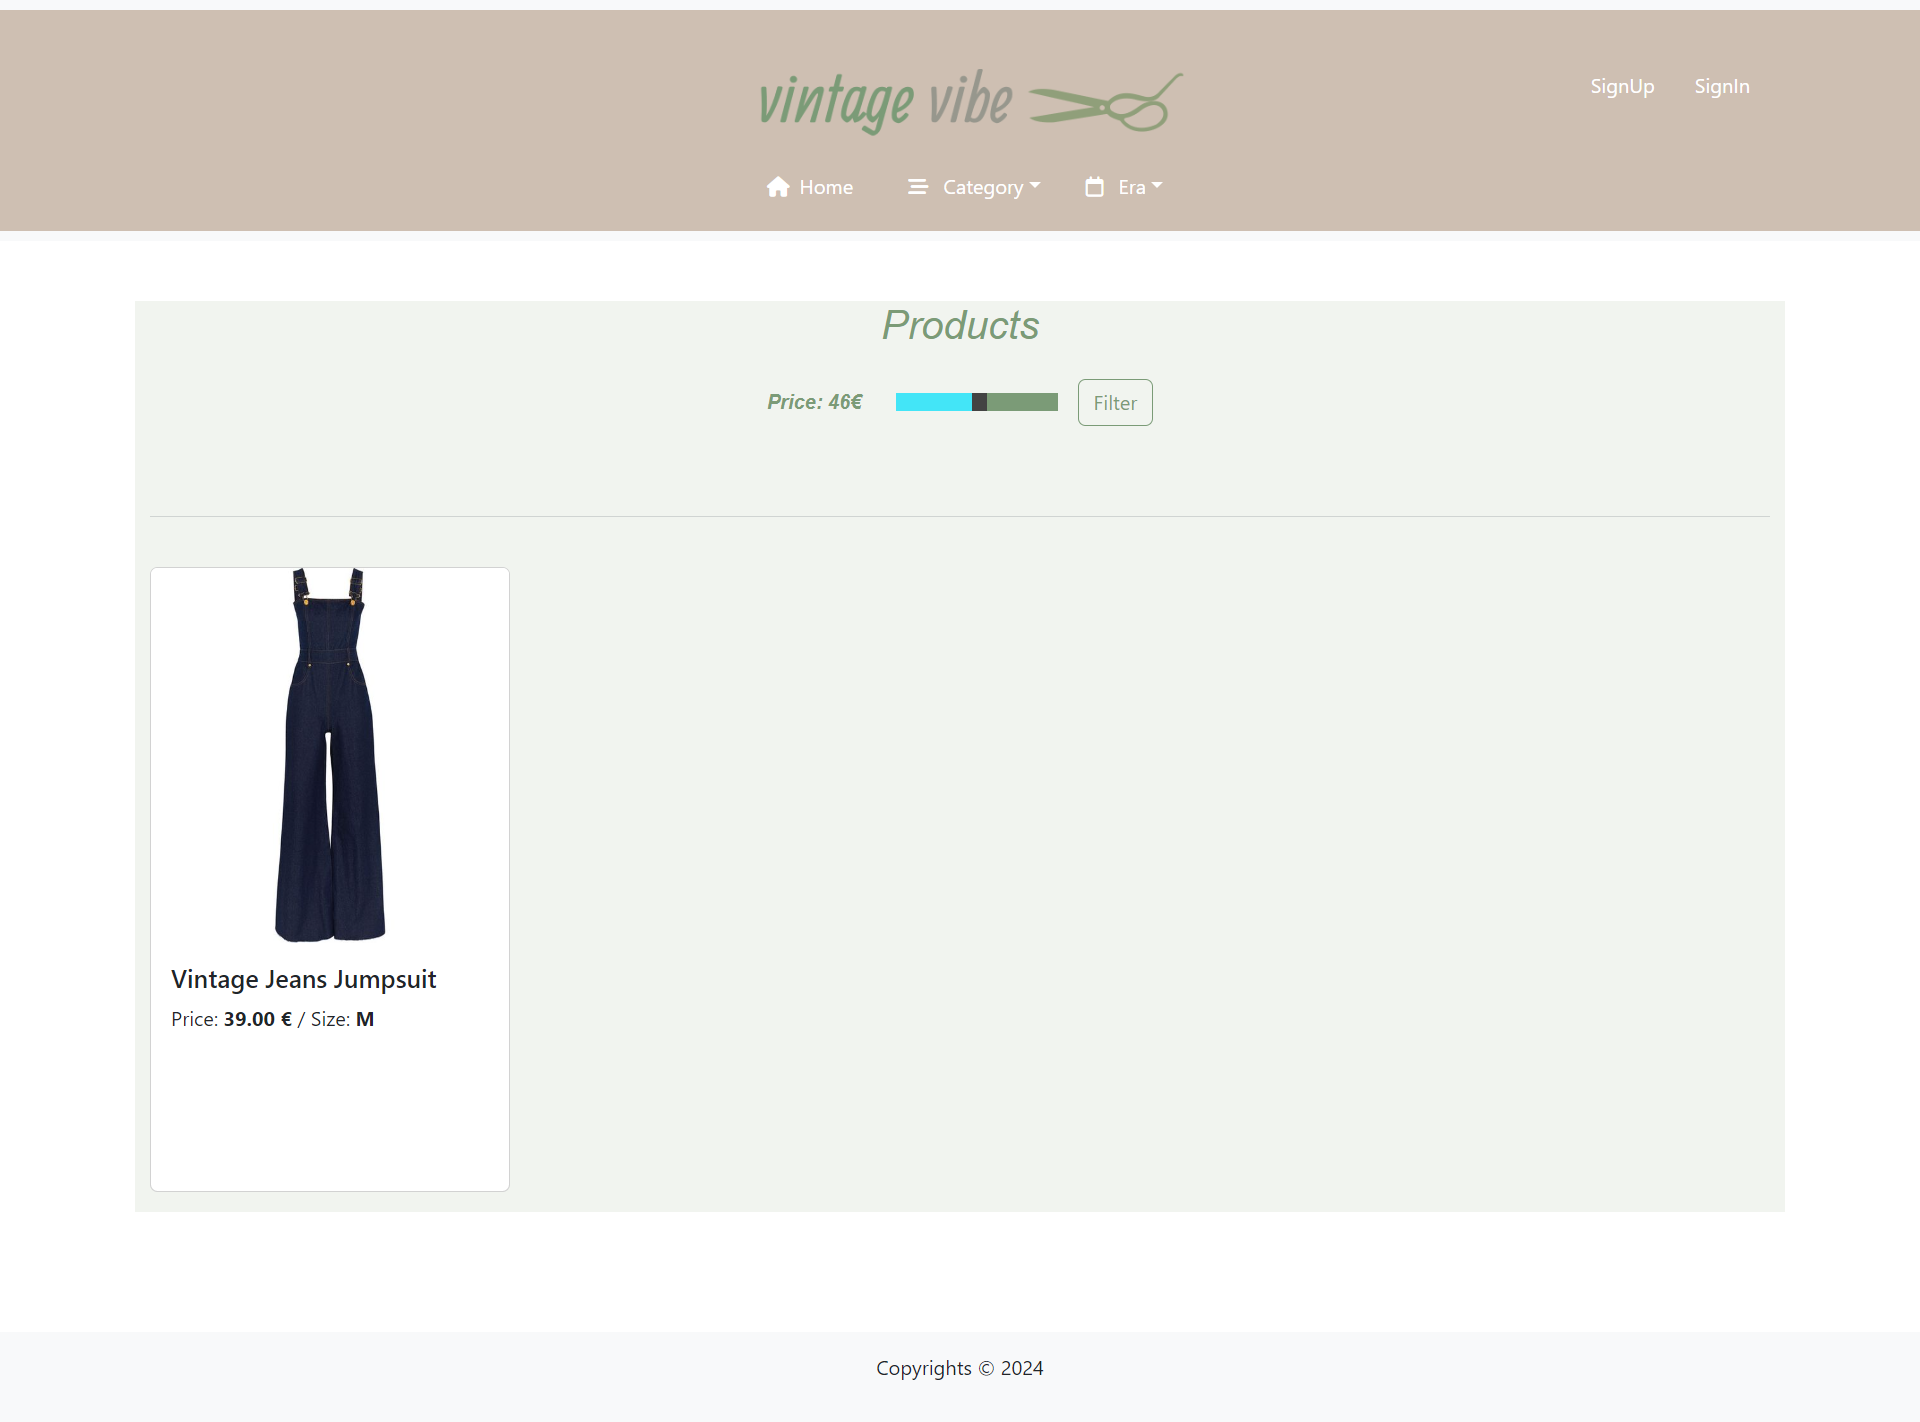 vintage vibe
SignUp SignIn
Home Category Era
Products
Price: 46€ Filter
Vintage Jeans Jumpsuit
Price: 39.00 € / Size: M
Copyrights © 2024